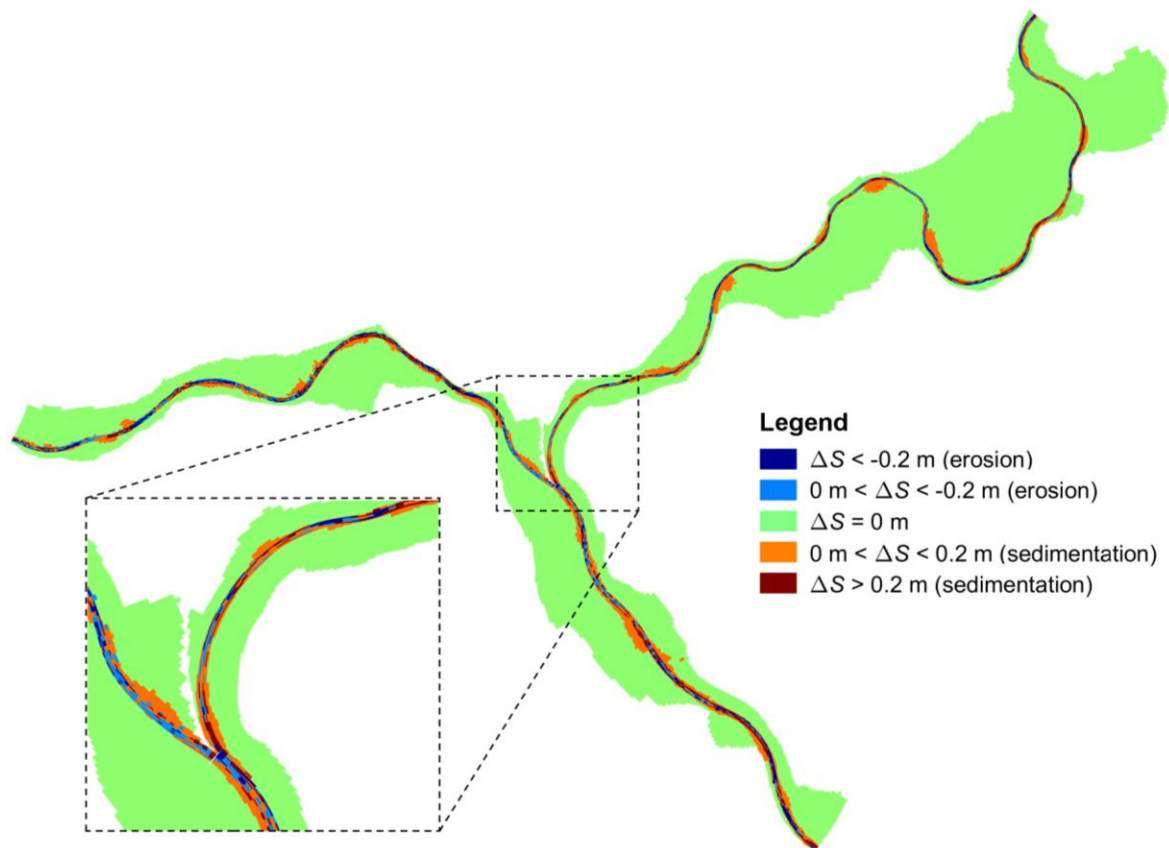 Legend
ΔS < -0.2 m (erosion)
0 m < ΔS < -0.2 m (erosion)
ΔS = 0 m
0 m < ΔS < 0.2 m (sedimentation)
ΔS > 0.2 m (sedimentation)